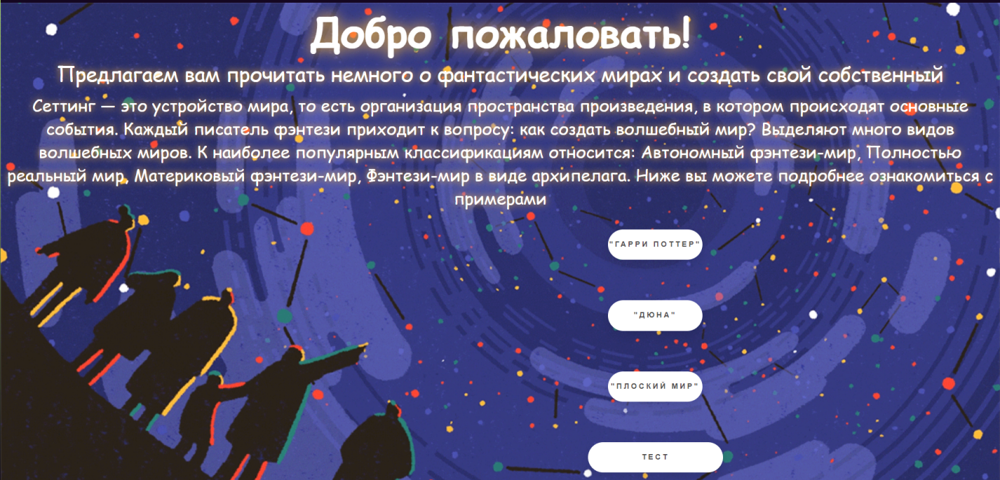 Добро пожаловать!
Предлагаем вам прочитать немного о фантастических мирах и создать свой собственный
Сеттинг — это устройство мира, то есть организация пространства произведения, в котором происходят основные
события. Каждый писатель фэнтези приходит к вопросу: как создать волшебный мир? Выделяют много видов
волшебных миров. К наиболее популярным классификациям относится: Автономный фэнтези-мир, Полностью
реальный мир, Материковый фэнтези-мир, Фэнтези-мир в виде архипелага. Ниже вы можете подробнее ознакомиться с
примерами
"ГАРРИ ПОТТЕР"
"ДЮНА"
"ПЛОСКИЙ МИР"
ТЕСТ